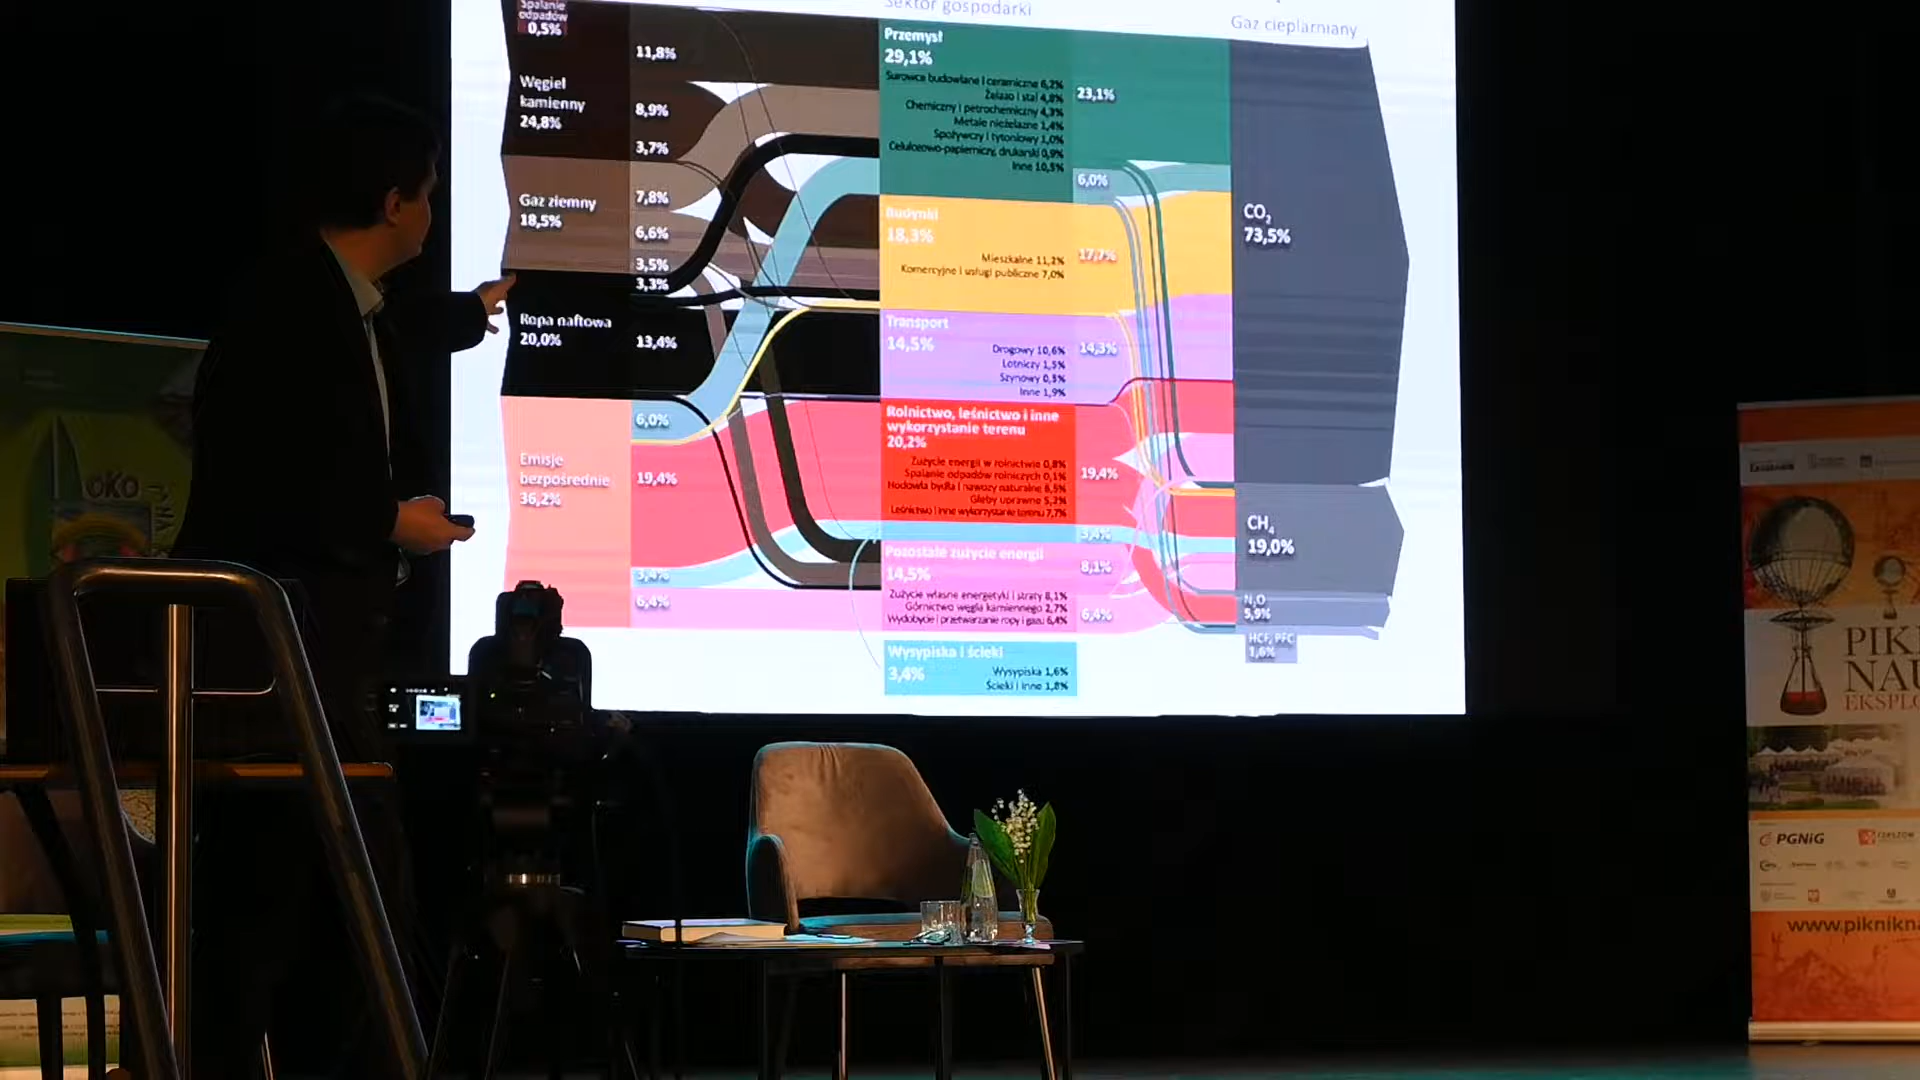 Sektor gospodarki
Gaz cieplarniany
Spalanie
odpadów
0,5%
Węgiel
kamienny
24,8%
Gaz ziemny
18,5%
Ropa naftowa
20,0%
Emisje
bezpośrednie
36,2%
11,8%
8,9%
3,7%
7,8%
6,6%
3,5%
3,3%
13,4%
6,0%
19,4%
3,4%
6,4%
Przemysł
29,1%
Surowce budowlane i ceramiczne 6,2%
Żelazo i stal 4,8%
Chemiczny i petrochemiczny 4,3%
Metale nieżelazne 1,4%
Spożywczy i tytoniowy 1,0%
Celulozowo-papierniczy, drukarski 0,9%
Inne 10,5%
Budynki
18,3%
Mieszkalne 11,2%
Komercyjne i usługi publiczne 7,0%
Transport
14,5%
Drogowy 10,6%
Lotniczy 1,5%
Szynowy 0,5%
Inne 1,9%
Rolnictwo, leśnictwo i inne
wykorzystanie terenu
20,2%
Zużycie energii w rolnictwie 0,8%
Spalanie odpadów rolniczych 0,1%
Hodowla bydła i nawozy naturalne 6,5%
Gleby uprawne 5,2%
Leśnictwo i inne wykorzystanie terenu 7,7%
Pozostałe zużycie energii
14,5%
Zużycie własne energetyki i straty 8,1%
Górnictwo węgla kamiennego 2,7%
Wydobycie i przetwarzanie ropy i gazu 6,4%
Wysypiska i ścieki
3,4%
Wysypiska 1,6%
Ścieki i inne 1,8%
23,1%
6,0%
17,7%
14,3%
19,4%
3,4%
8,1%
6,4%
CO₂
73,5%
CH₄
19,0%
N₂O
5,9%
HCF, PFC
1,6%
oko
PIK
NAU
EKSPLO
PGNiG
www.piknikna